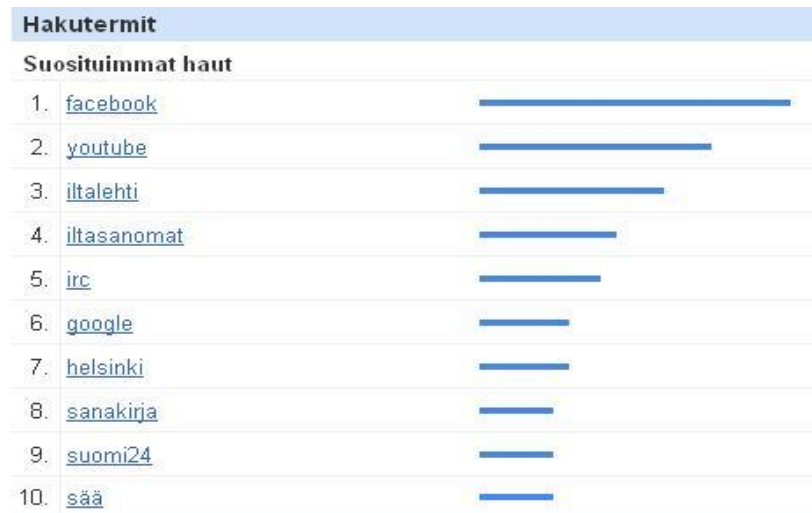 Hakutermit
Suosituimmat haut
1. facebook
2. youtube
3. iltalehti
4. iltasanomat
5. irc
6. google
7. helsinki
8. sanakirja
9. suomi24
10. sää